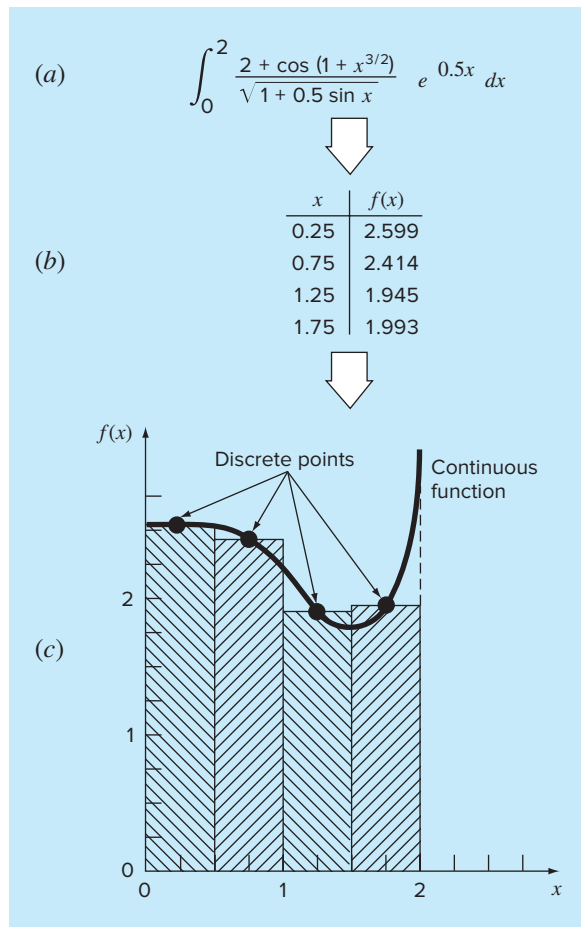 (a) ∫₀² (2 + cos (1 + x^{3/2})) / √(1 + 0.5 sin x) e^{0.5x} dx
(b)
x f(x)
0.25 2.599
0.75 2.414
1.25 1.945
1.75 1.993
(c)
f(x)
Discrete points
Continuous
function
2
1
0
0 1 2 x